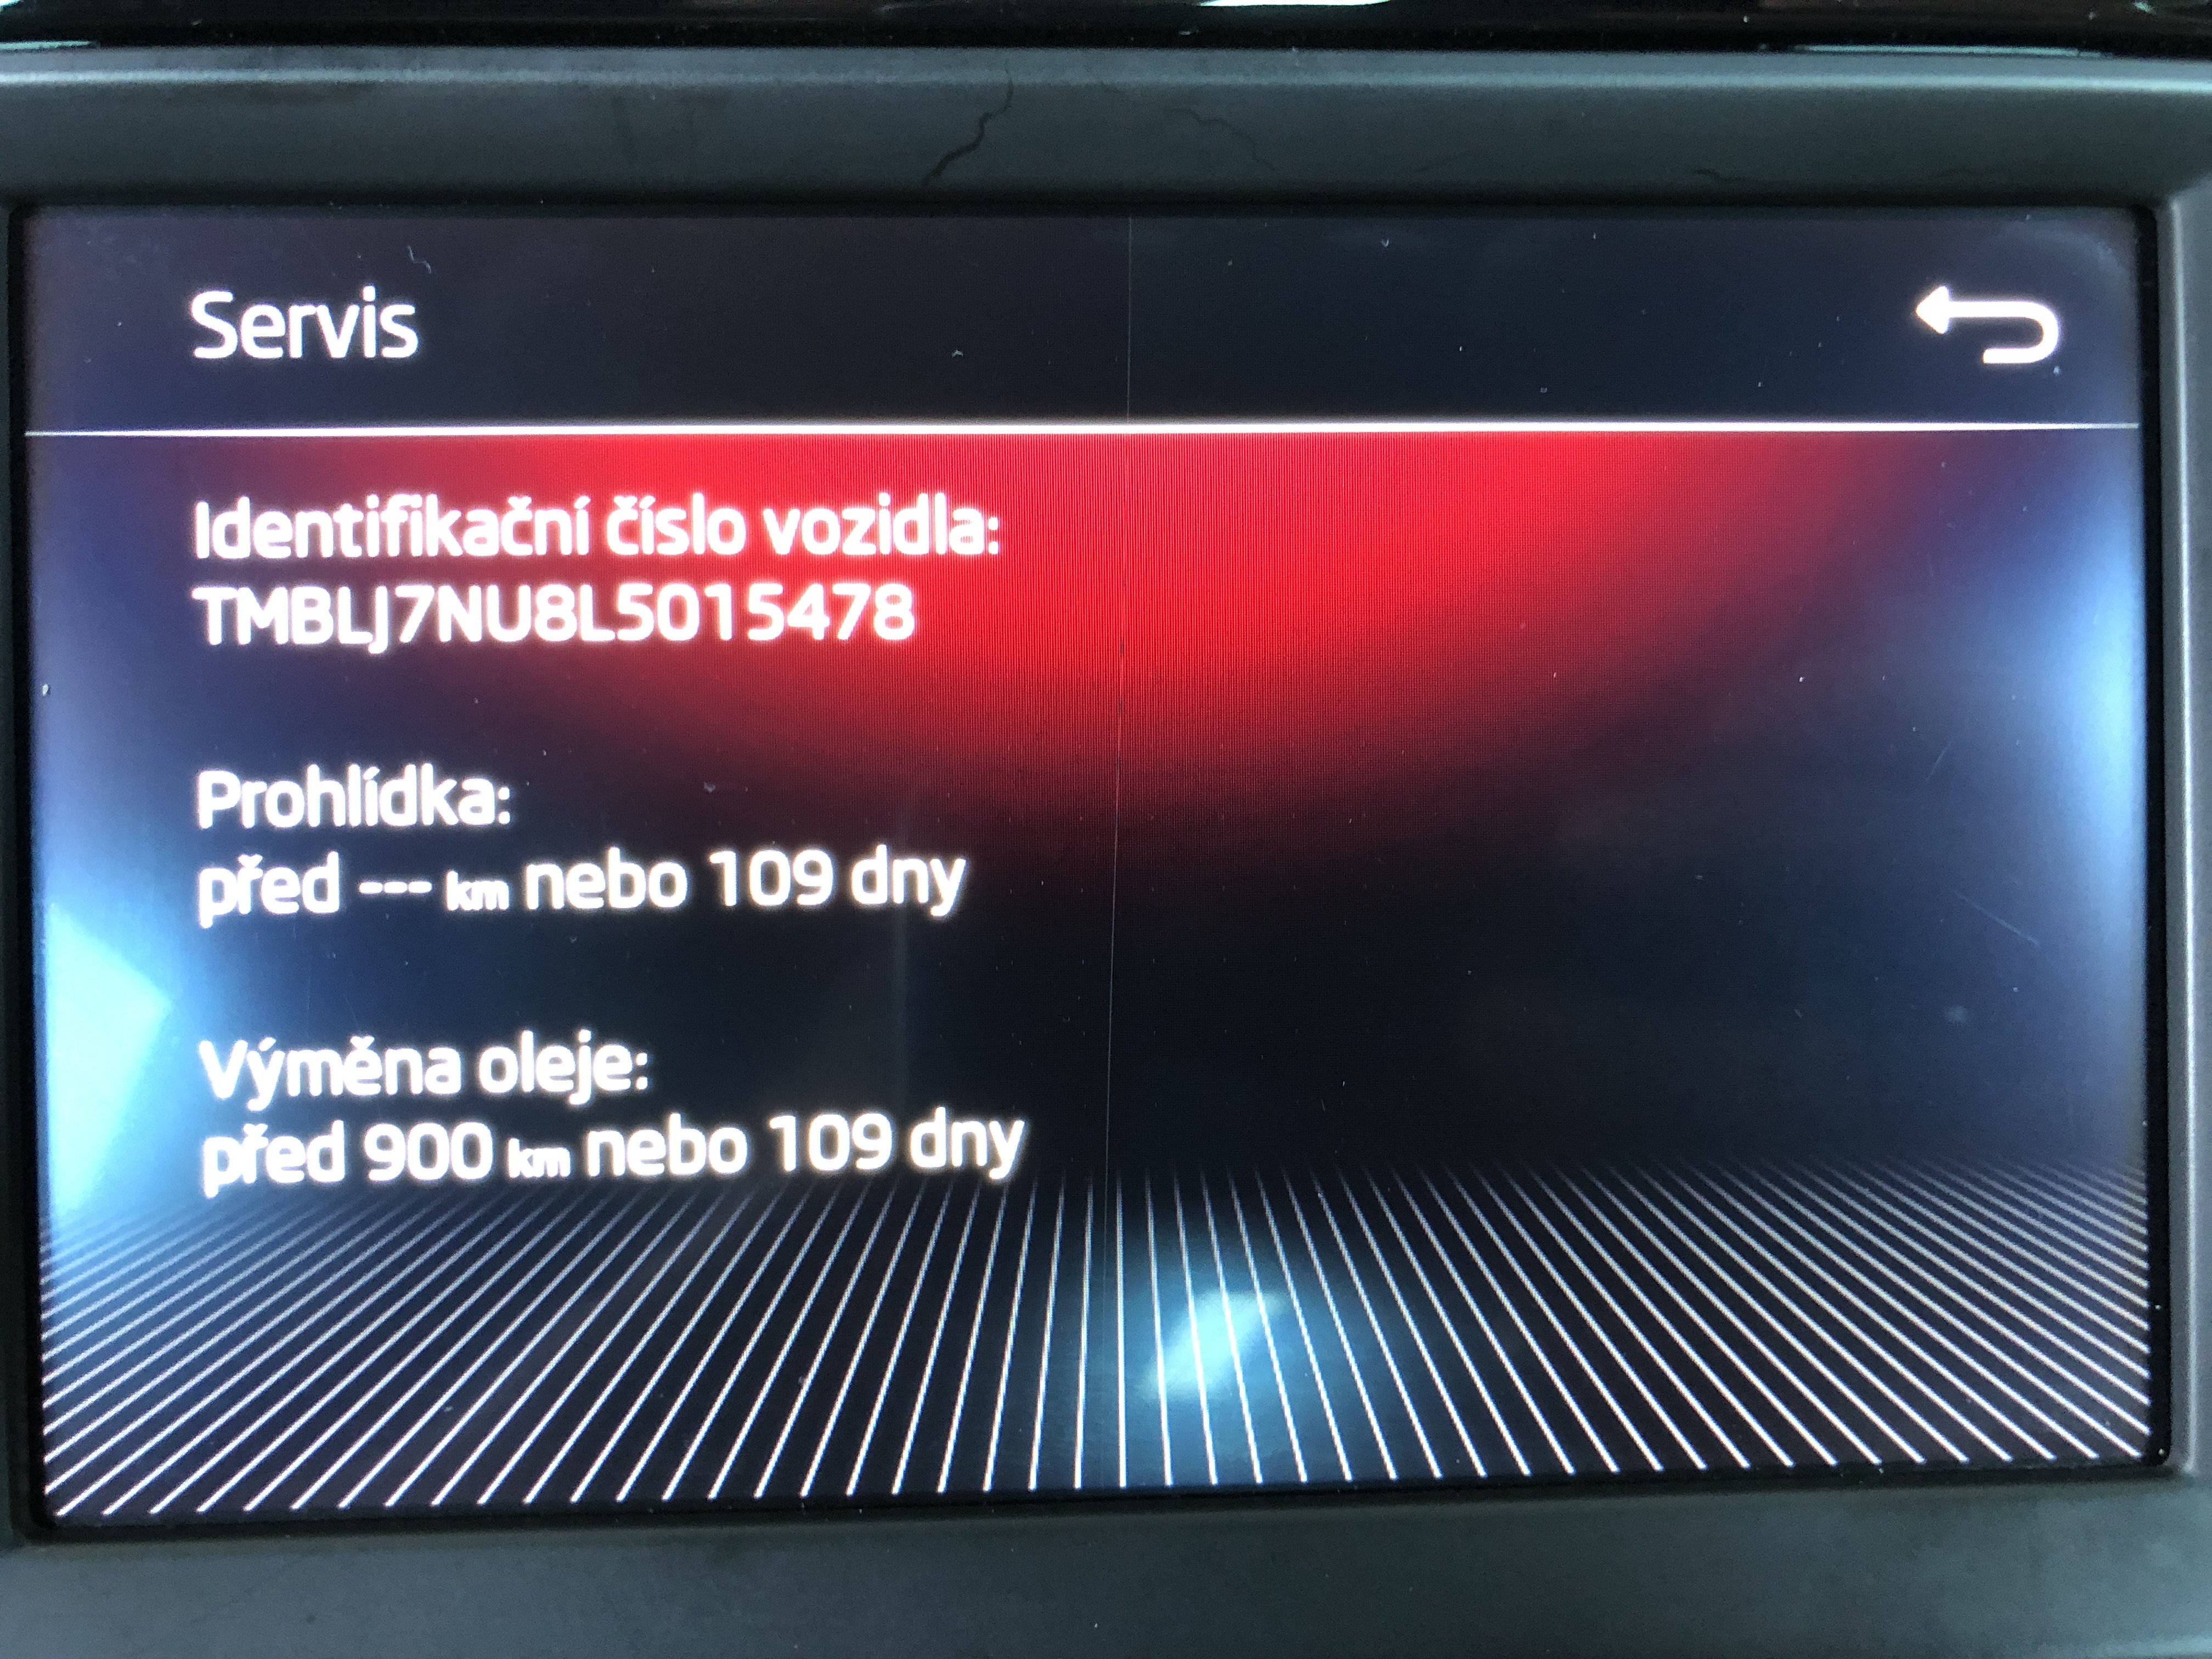 Servis
Identifikační číslo vozidla:
TMBLJ7NU8L5015478
Prohlídka:
před --- km nebo 109 dny
Výměna oleje:
před 900 km nebo 109 dny